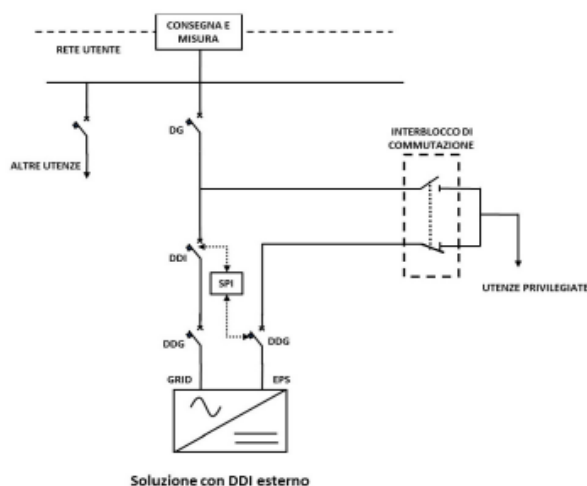 CONSEGNA E
MISURA
RETE UTENTE
DG
INTERBLOCCO DI
COMMUTAZIONE
ALTRE UTENZE
DDI
SPI
UTENZE PRIVILEGIATE
DDG
DDG
GRID
EPS
Soluzione con DDI esterno